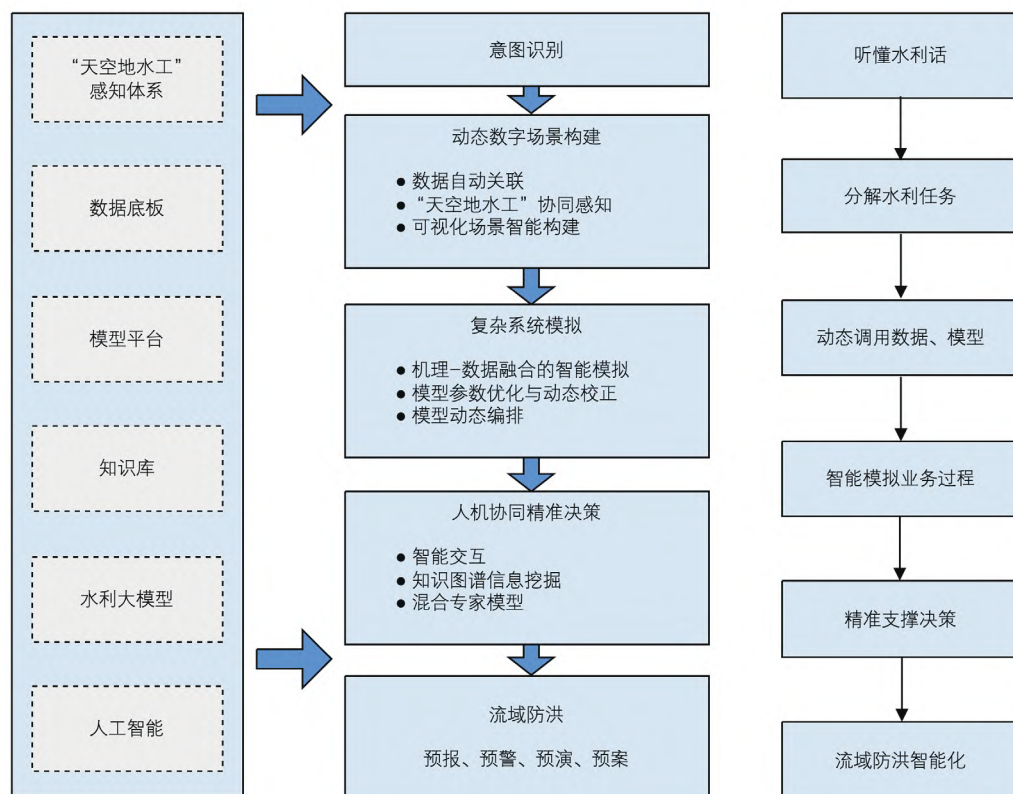 “天空地水工”
感知体系
数据底板
模型平台
知识库
水利大模型
人工智能
意图识别
动态数字场景构建
● 数据自动关联
● “天空地水工”协同感知
● 可视化场景智能构建
复杂系统模拟
● 机理-数据融合的智能模拟
● 模型参数优化与动态校正
● 模型动态编排
人机协同精准决策
● 智能交互
● 知识图谱信息挖掘
● 混合专家模型
流域防洪
预报、预警、预演、预案
听懂水利话
分解水利任务
动态调用数据、模型
智能模拟业务过程
精准支撑决策
流域防洪智能化